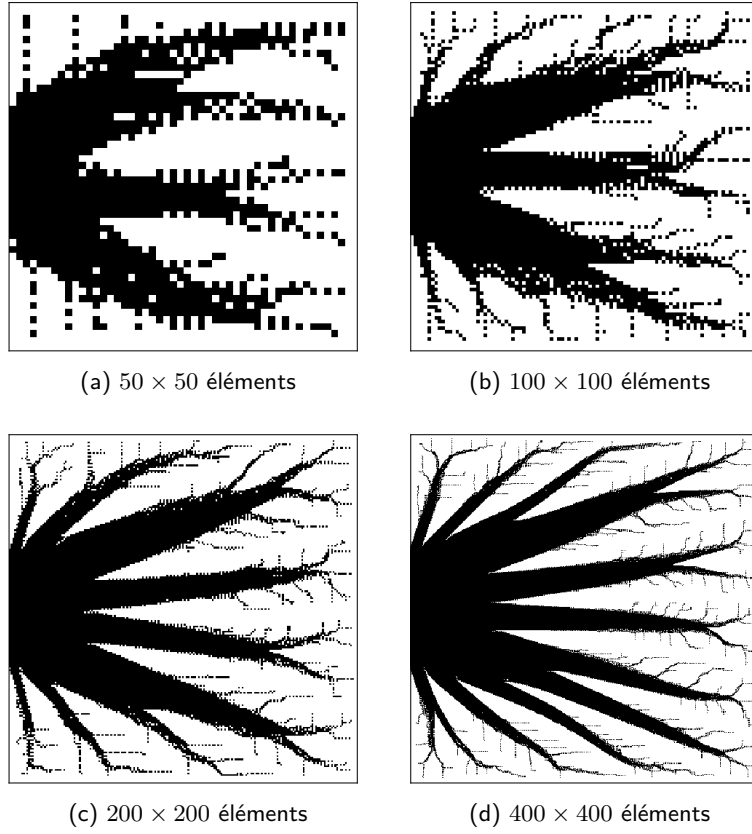 (a) 50 × 50 éléments
(b) 100 × 100 éléments
(c) 200 × 200 éléments
(d) 400 × 400 éléments